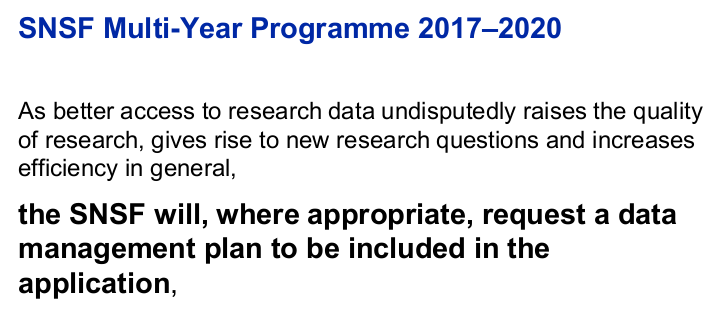 SNSF Multi-Year Programme 2017–2020
As better access to research data undisputedly raises the quality
of research, gives rise to new research questions and increases
efficiency in general,
the SNSF will, where appropriate, request a data
management plan to be included in the
application,